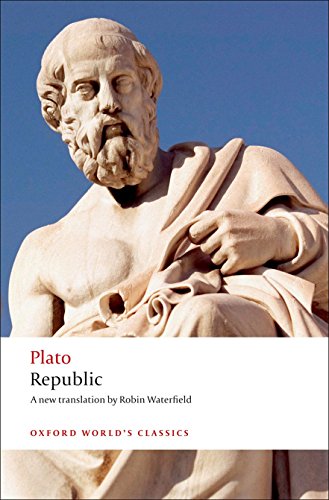 Plato
Republic
A new translation by Robin Waterfield
OXFORD WORLD'S CLASSICS